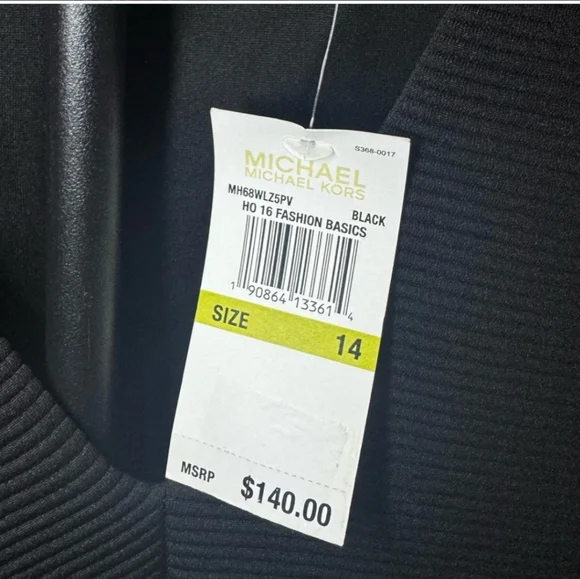 S368-0017
MICHAEL
MICHAEL KORS
MH68WLZ5PV BLACK
HO 16 FASHION BASICS
1 90864 13361 4
SIZE 14
MSRP $140.00